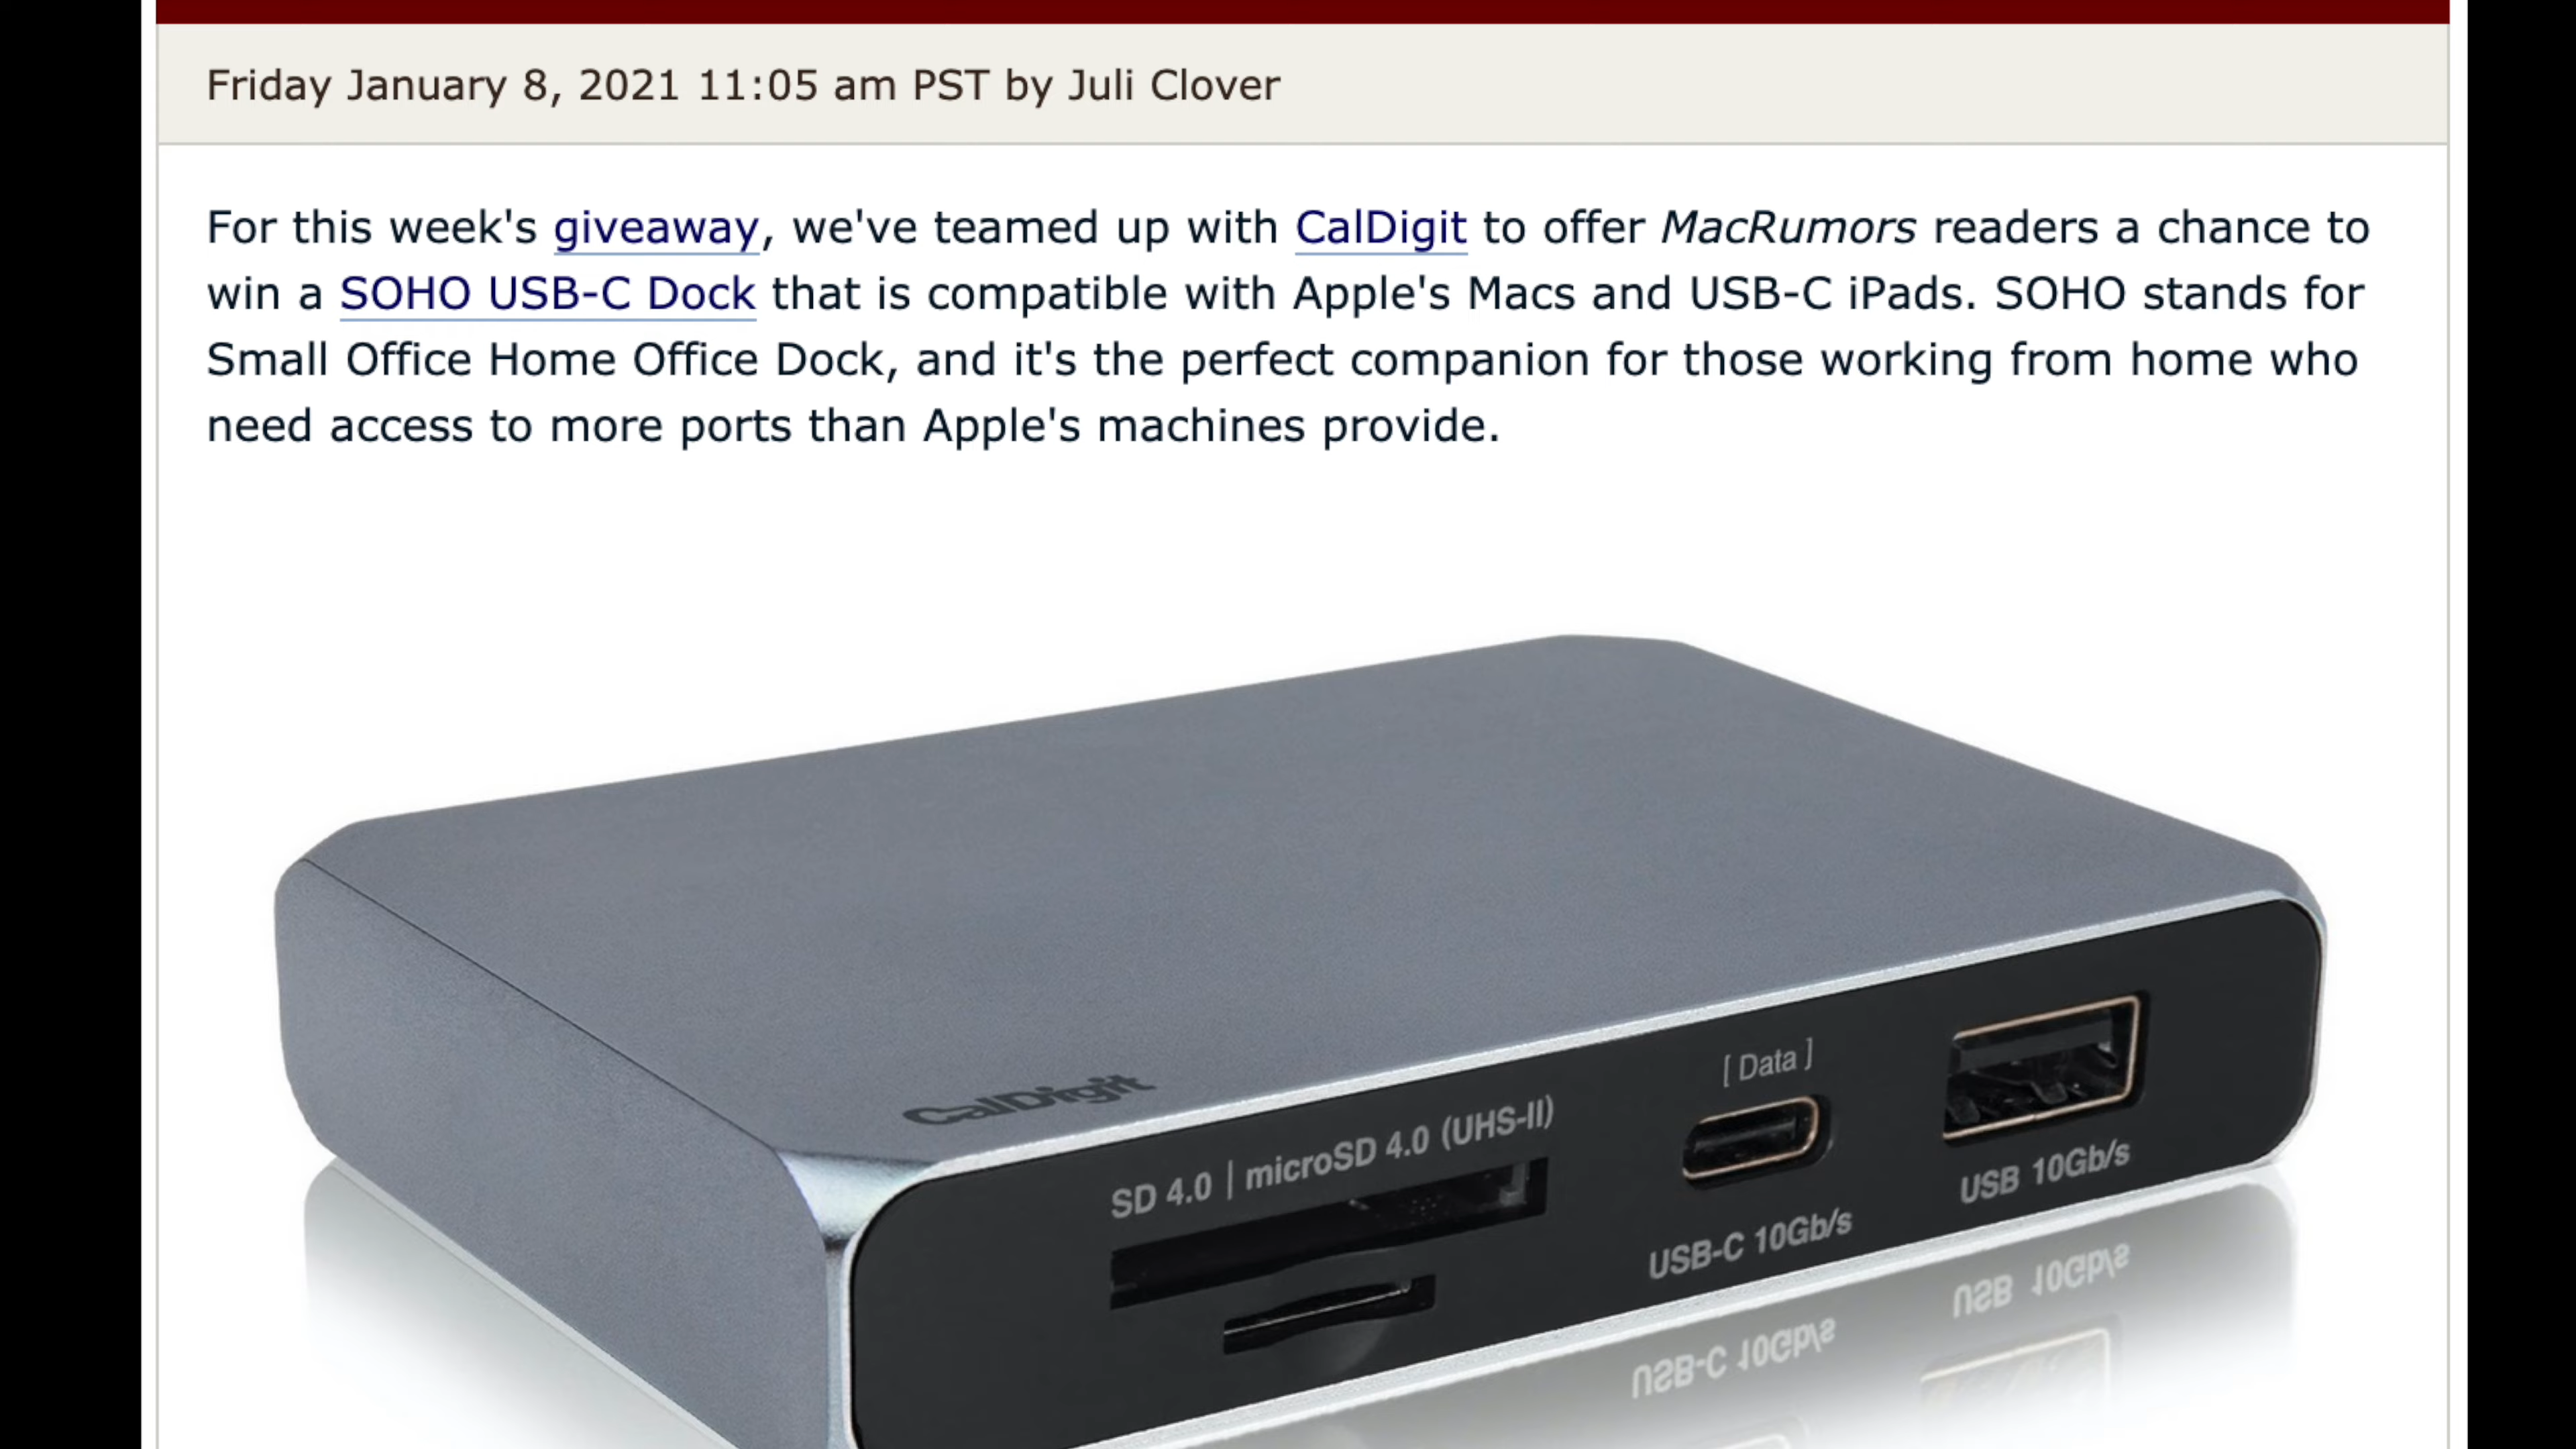 Friday January 8, 2021 11:05 am PST by Juli Clover
For this week's giveaway, we've teamed up with CalDigit to offer MacRumors readers a chance to
win a SOHO USB-C Dock that is compatible with Apple's Macs and USB-C iPads. SOHO stands for
Small Office Home Office Dock, and it's the perfect companion for those working from home who
need access to more ports than Apple's machines provide.
CalDigit
SD 4.0 | microSD 4.0 (UHS-II)
[ Data ]
USB-C 10Gb/s
USB 10Gb/s
USB 10Gb/s
USB-C 10Gb/s